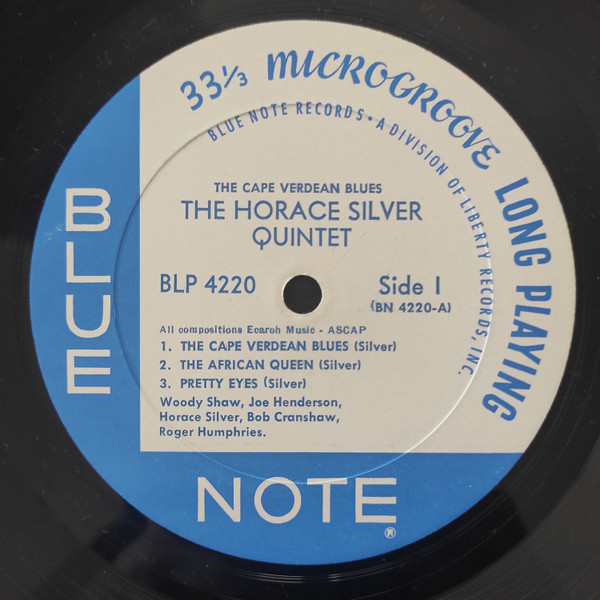 33⅓ MICROGROOVE LONG PLAYING
BLUE NOTE RECORDS • A DIVISION OF LIBERTY RECORDS, INC.
THE CAPE VERDEAN BLUES
THE HORACE SILVER
QUINTET
BLP 4220
Side 1
(BN 4220-A)
All compositions Ecaroh Music - ASCAP
1. THE CAPE VERDEAN BLUES (Silver)
2. THE AFRICAN QUEEN (Silver)
3. PRETTY EYES (Silver)
Woody Shaw, Joe Henderson,
Horace Silver, Bob Cranshaw,
Roger Humphries.
BLUE
NOTE
®